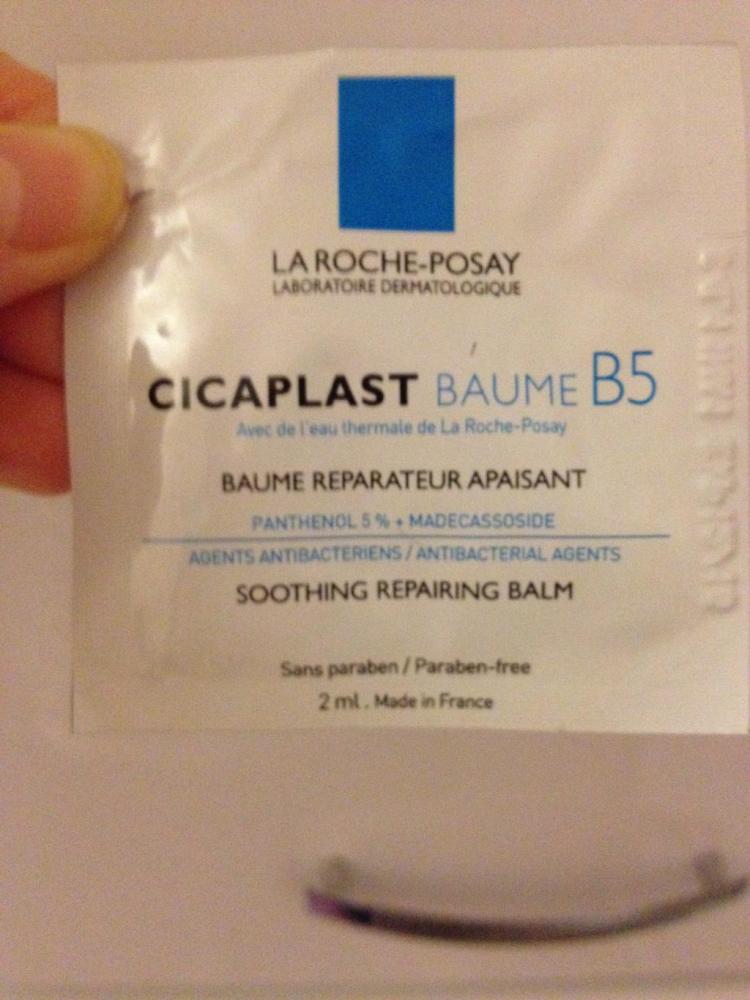 LA ROCHE-POSAY
LABORATOIRE DERMATOLOGIQUE
CICAPLAST BAUME B5
Avec de l'eau thermale de La Roche-Posay
BAUME REPARATEUR APAISANT
PANTHENOL 5 % + MADECASSOSIDE
AGENTS ANTIBACTERIENS / ANTIBACTERIAL AGENTS
SOOTHING REPAIRING BALM
Sans paraben / Paraben-free
2 ml . Made in France